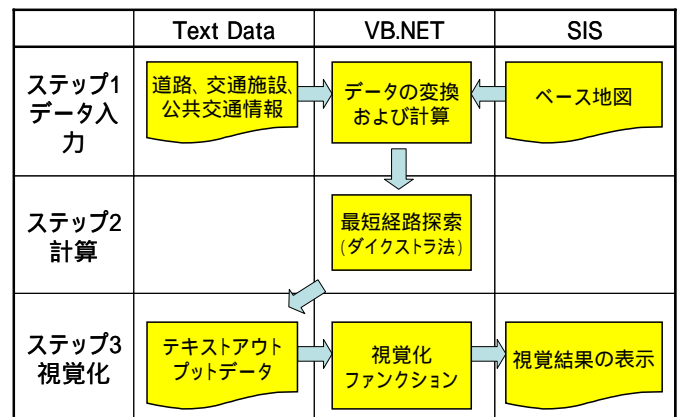 Text Data
VB.NET
SIS
ステップ1
データ入
力
道路、交通施設、
公共交通情報
データの変換
および計算
ベース地図
ステップ2
計算
最短経路探索
(ダイクストラ法)
ステップ3
視覚化
テキストアウト
プットデータ
視覚化
ファンクション
視覚結果の表示